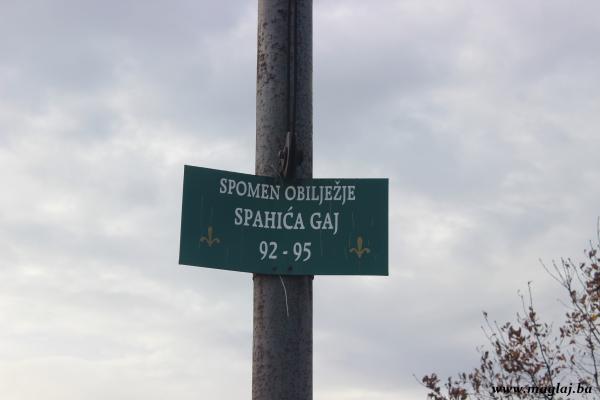 SPOMEN OBILJEŽJE
SPAHIĆA GAJ
92 - 95
www.maglaj.ba